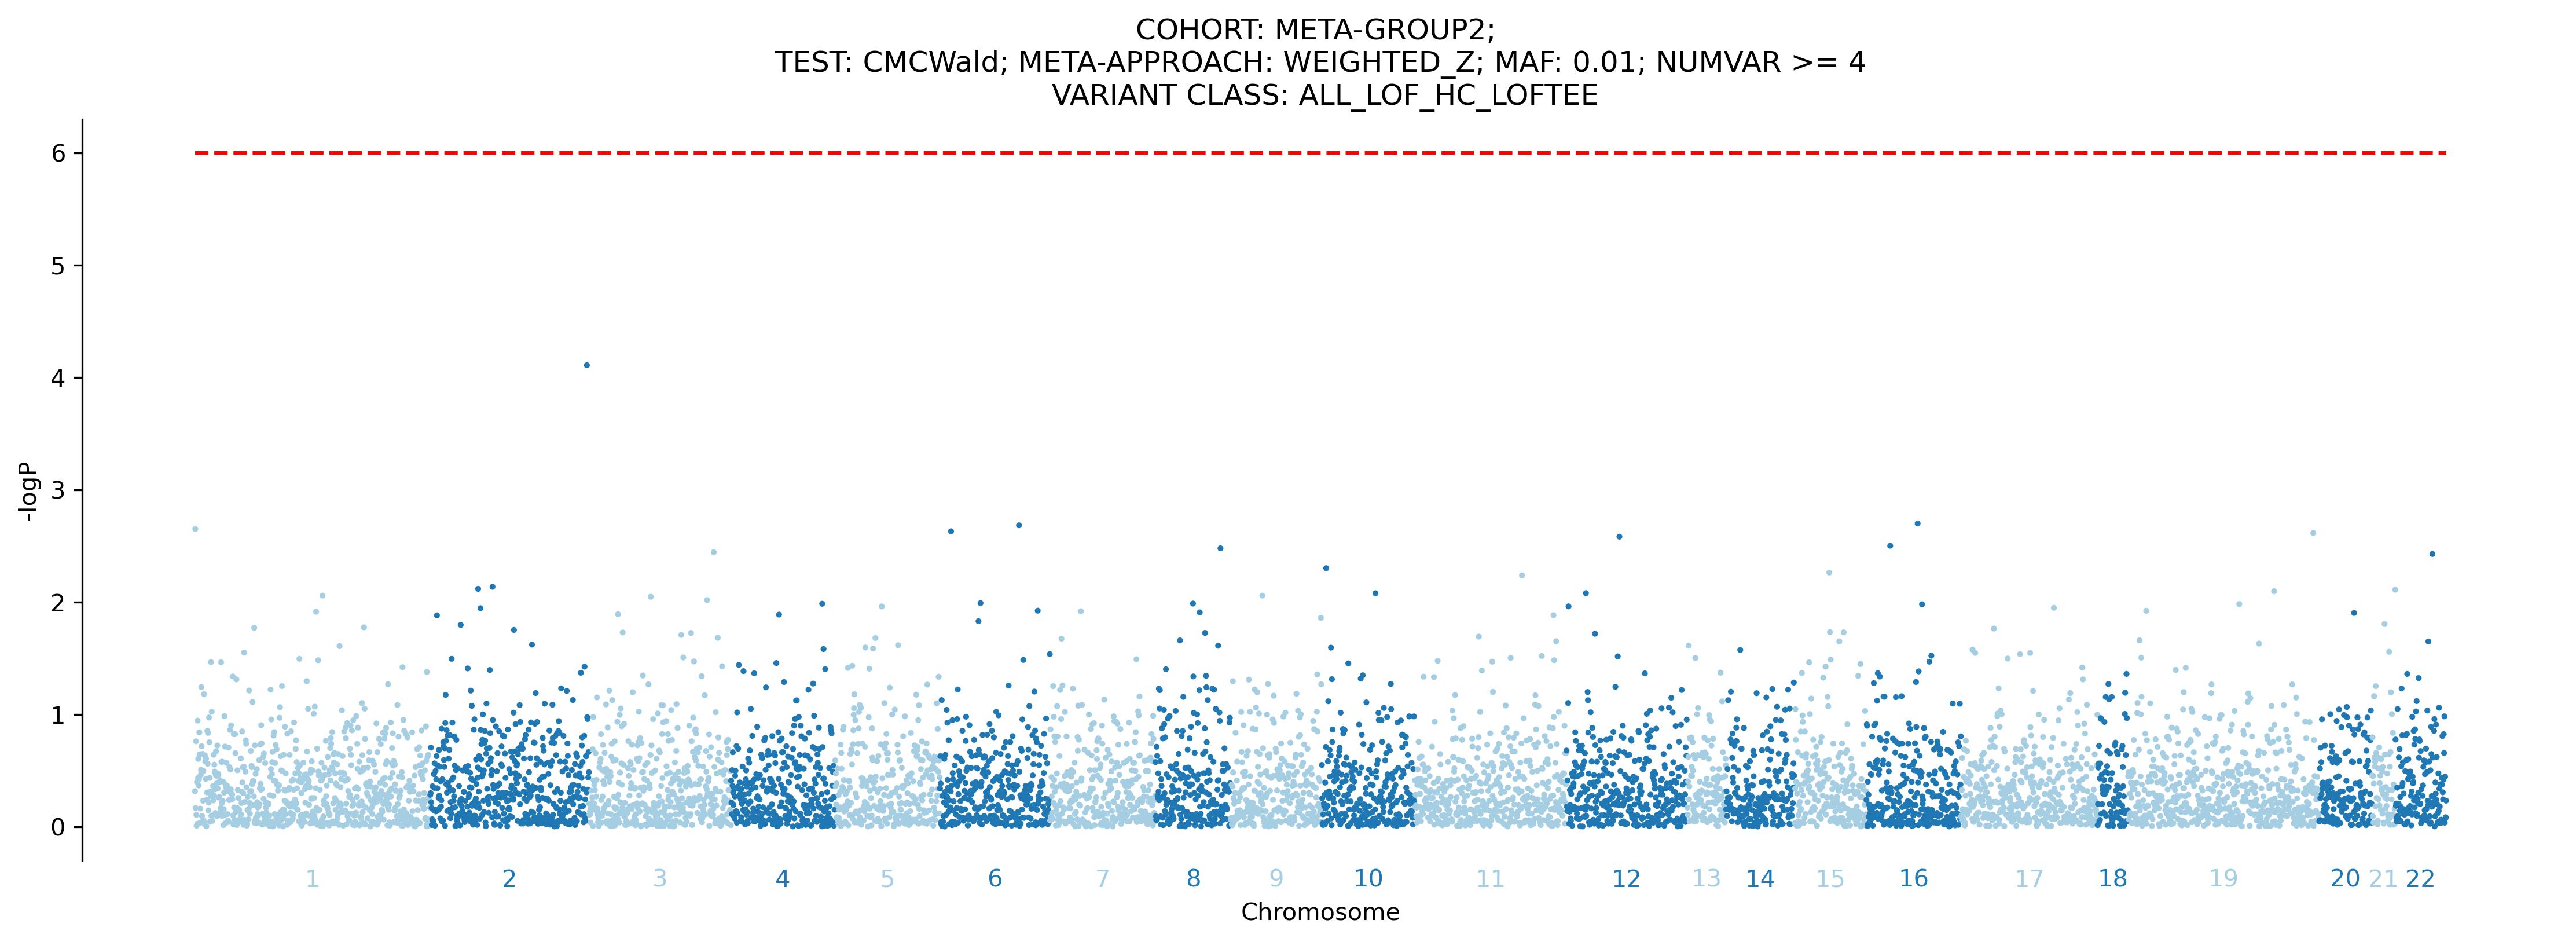 COHORT: META-GROUP2;
TEST: CMCWald; META-APPROACH: WEIGHTED_Z; MAF: 0.01; NUMVAR >= 4
VARIANT CLASS: ALL_LOF_HC_LOFTEE
6
5
4
3
2
1
0
-logP
1 2 3 4 5 6 7 8 9 10 11 12 13 14 15 16 17 18 19 20 21 22
Chromosome